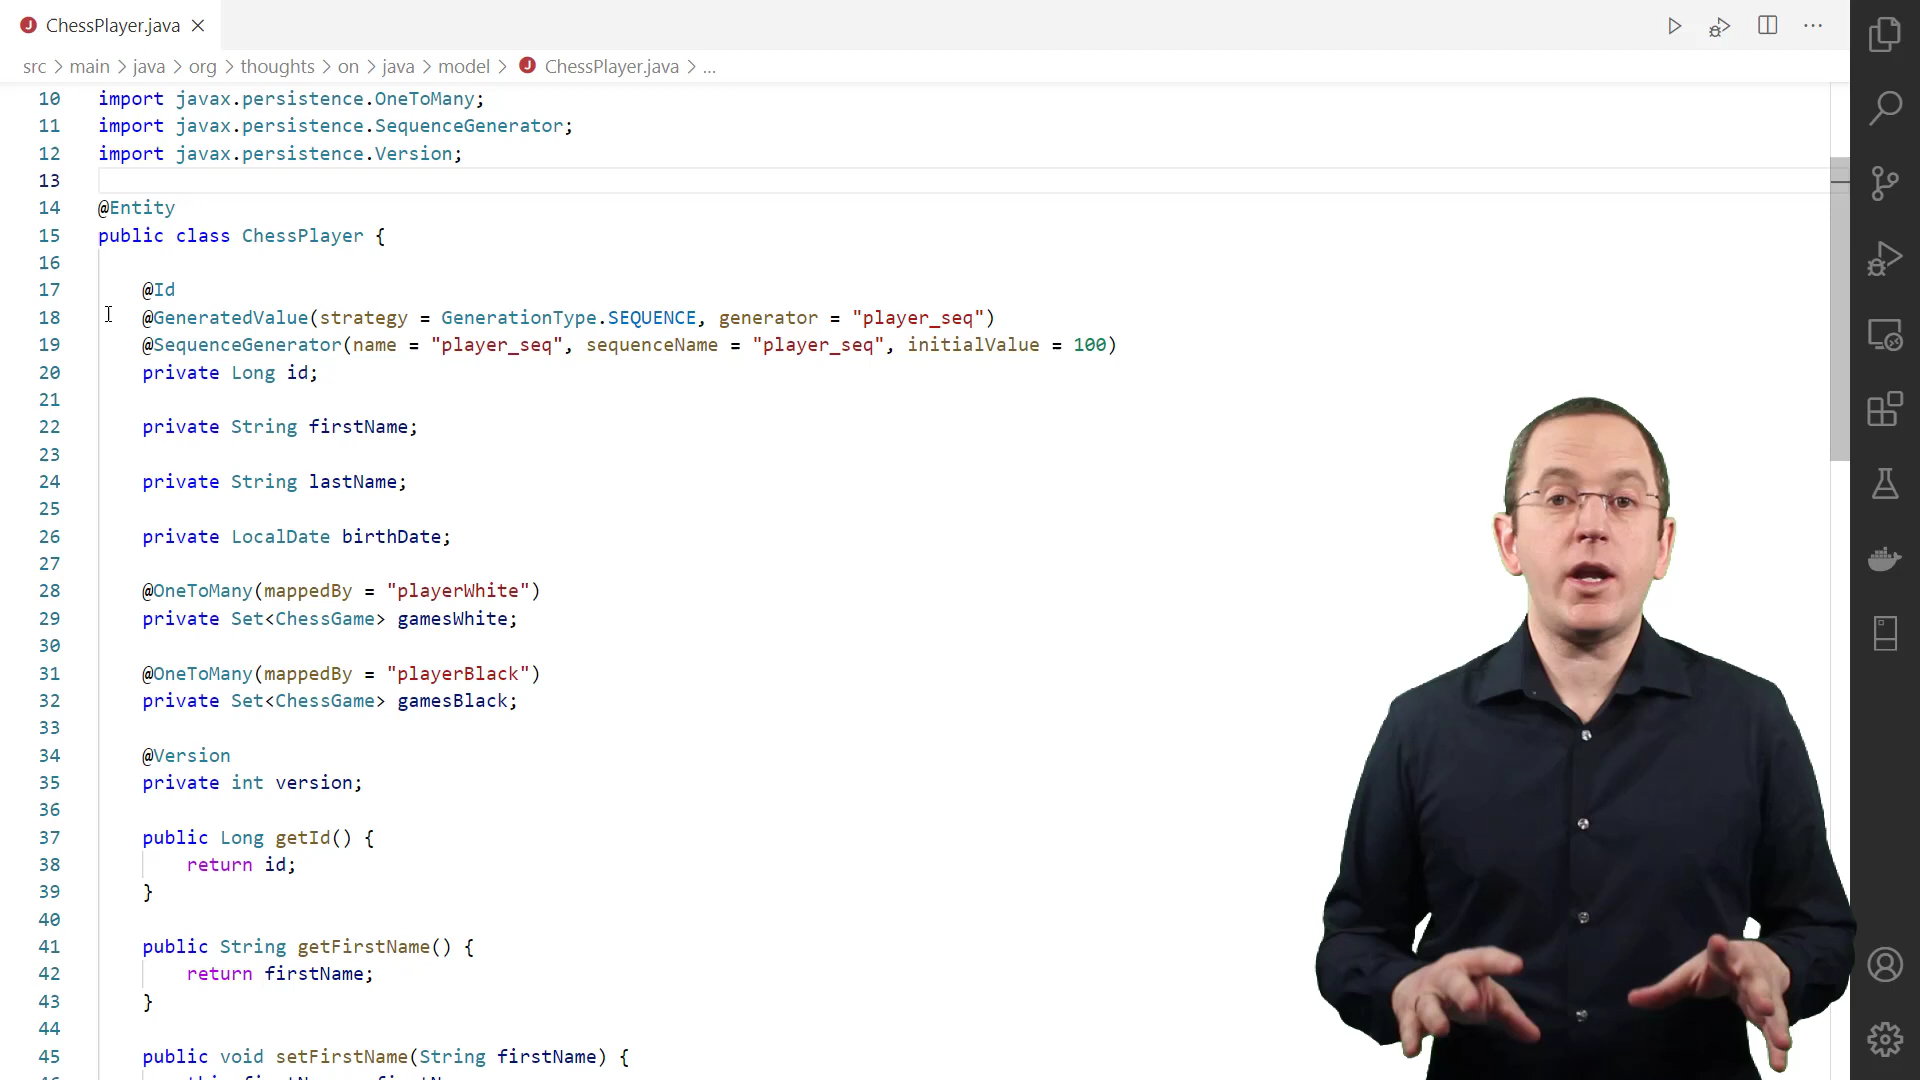 ChessPlayer.java
src > main > java > org > thoughts > on > java > model > ChessPlayer.java > ...
10 import javax.persistence.OneToMany;
11 import javax.persistence.SequenceGenerator;
12 import javax.persistence.Version;
13
14 @Entity
15 public class ChessPlayer {
16
17 @Id
18 @GeneratedValue(strategy = GenerationType.SEQUENCE, generator = "player_seq")
19 @SequenceGenerator(name = "player_seq", sequenceName = "player_seq", initialValue = 100)
20 private Long id;
21
22 private String firstName;
23
24 private String lastName;
25
26 private LocalDate birthDate;
27
28 @OneToMany(mappedBy = "playerWhite")
29 private Set<ChessGame> gamesWhite;
30
31 @OneToMany(mappedBy = "playerBlack")
32 private Set<ChessGame> gamesBlack;
33
34 @Version
35 private int version;
36
37 public Long getId() {
38 return id;
39 }
40
41 public String getFirstName() {
42 return firstName;
43 }
44
45 public void setFirstName(String firstName) {